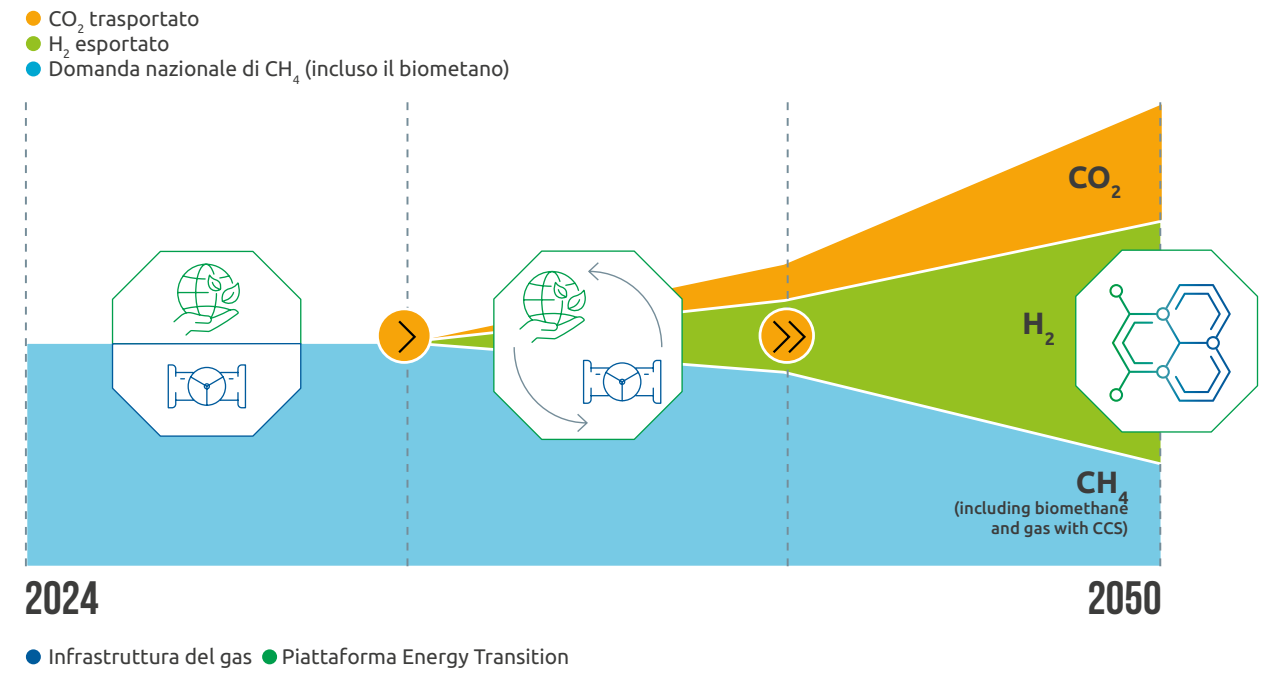 CO2 trasportato
H2 esportato
Domanda nazionale di CH4 (incluso il biometano)
CO2
H2
CH4
(including biomethane
and gas with CCS)
2024
2050
Infrastruttura del gas
Piattaforma Energy Transition